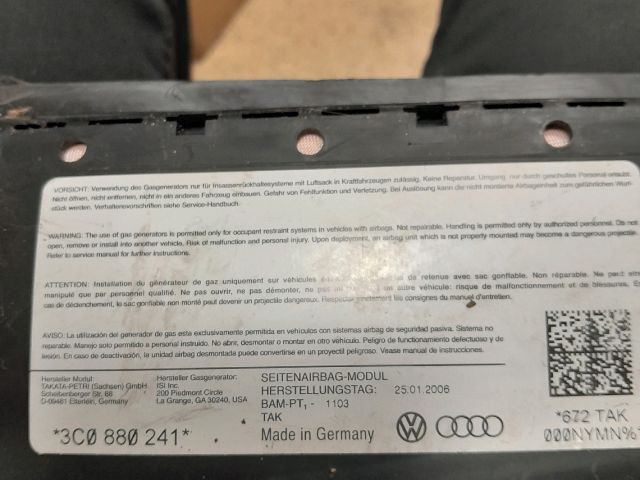 VORSICHT: Verwendung des Gasgenerators nur für Insassenrückhaltesysteme mit Luftsack in Kraftfahrzeugen zulässig. Keine Reparatur. Umgang nur durch geschultes Personal erlaubt.
Nicht öffnen, nicht entfernen, nicht in ein anderes Fahrzeug einbauen. Gefahr von Fehlfunktion und Verletzung. Bei Auslösung kann die nicht montierte Airbageinheit zum gefährlichen Wurf-
stück werden. Verhaltensvorschriften siehe Service-Handbuch.
WARNING: The use of gas generators is permitted only for occupant restraint systems in vehicles with airbags. Not repairable. Handling is permitted only by authorized personnel. Do not
open, remove or install into another vehicle. Risk of malfunction and personal injury. Upon deployment, an airbag unit which is not property mounted may become a dangerous projectile.
Refer to service manual for further instructions.
ATTENTION: Installation du générateur de gaz uniquement sur véhicules de retenue avec sac gonflable. Non réparable. Ne peut être
manipulé que par personnel qualifié. Ne pas ouvrir, ne pas démonter, ne pas un autre véhicule: risque de malfonctionnement et de blessures. En
cas de déclenchement, le sac gonflable non monté peut devenir un projectile dangereux. Respecter les consignes du manuel d'entretien.
AVISO: La utilización del generador de gas esta exclusivamente permitida en vehículos con sistemas airbag de seguridad pasiva. Sistema no
reparable. Manejo solo permitido a personal instruido. No abrir, desmontar o montar en otro vehículo. Peligro de funcionamiento defectuoso y de
lesión. En caso de desactivación, la unidad airbag desmontada puede convertirse en un proyectil peligroso. Vease manual de instrucciones.
Hersteller Modul
TAKATA-PETRI (Sachsen) GmbH
Scheibenberger Str. 88
D-09481 Elterlein, Germany
Hersteller Gasgenerator:
ISI Inc.
200 Piedmont Circle
La Grange, GA 30240, USA
SEITENAIRBAG-MODUL
HERSTELLUNGSTAG: 25.01.2006
BAM-PT₁ - 1103
TAK
Made in Germany
*3C0 880 241*
*672 TAK
000NYMN%*